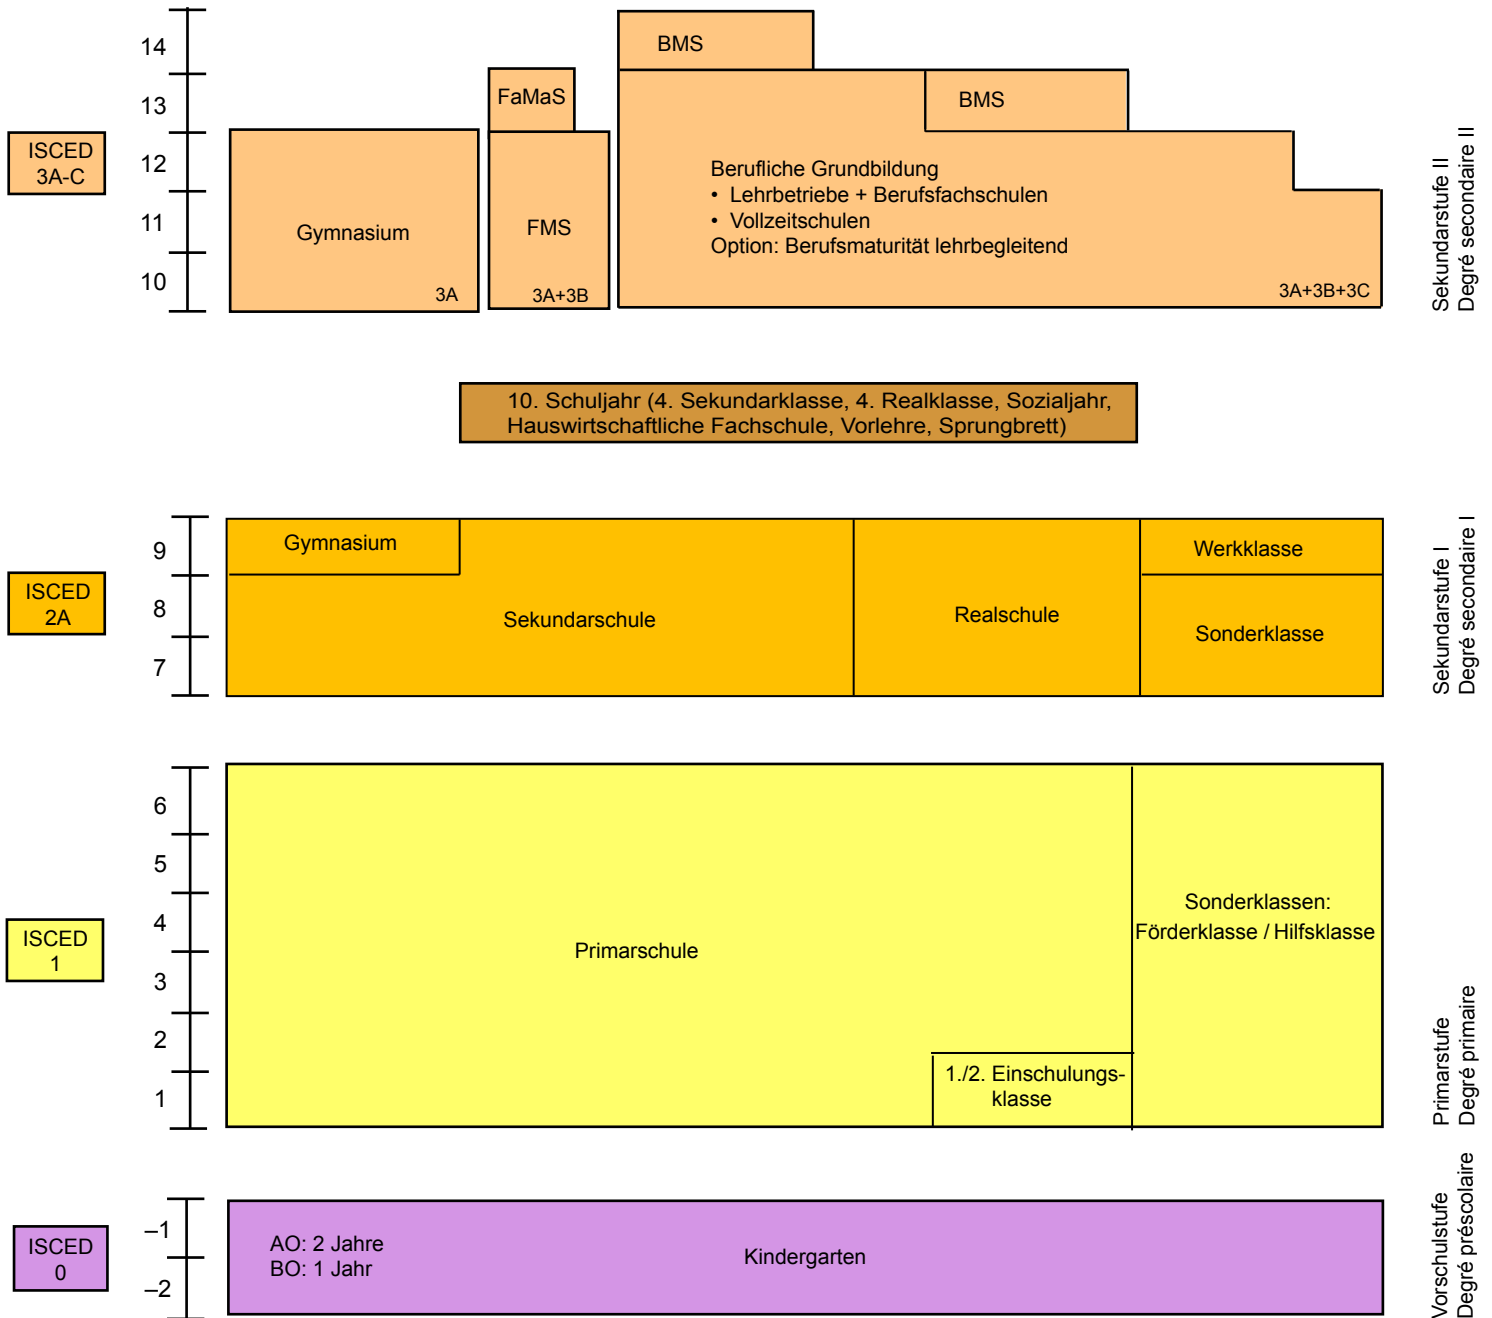 14
13
12
11
10
ISCED
3A-C
Gymnasium
3A
FaMaS
FMS
3A+3B
BMS
BMS
Berufliche Grundbildung
• Lehrbetriebe + Berufsfachschulen
• Vollzeitschulen
Option: Berufsmaturität lehrbegleitend
3A+3B+3C
Sekundarstufe II
Degré secondaire II
10. Schuljahr (4. Sekundarklasse, 4. Realklasse, Sozialjahr,
Hauswirtschaftliche Fachschule, Vorlehre, Sprungbrett)
9
8
7
ISCED
2A
Gymnasium
Sekundarschule
Realschule
Werkklasse
Sonderklasse
Sekundarstufe I
Degré secondaire I
6
5
4
3
2
1
ISCED
1
Primarschule
1./2. Einschulungs-
klasse
Sonderklassen:
Förderklasse / Hilfsklasse
Primarstufe
Degré primaire
–1
–2
ISCED
0
AO: 2 Jahre
BO: 1 Jahr
Kindergarten
Vorschulstufe
Degré préscolaire